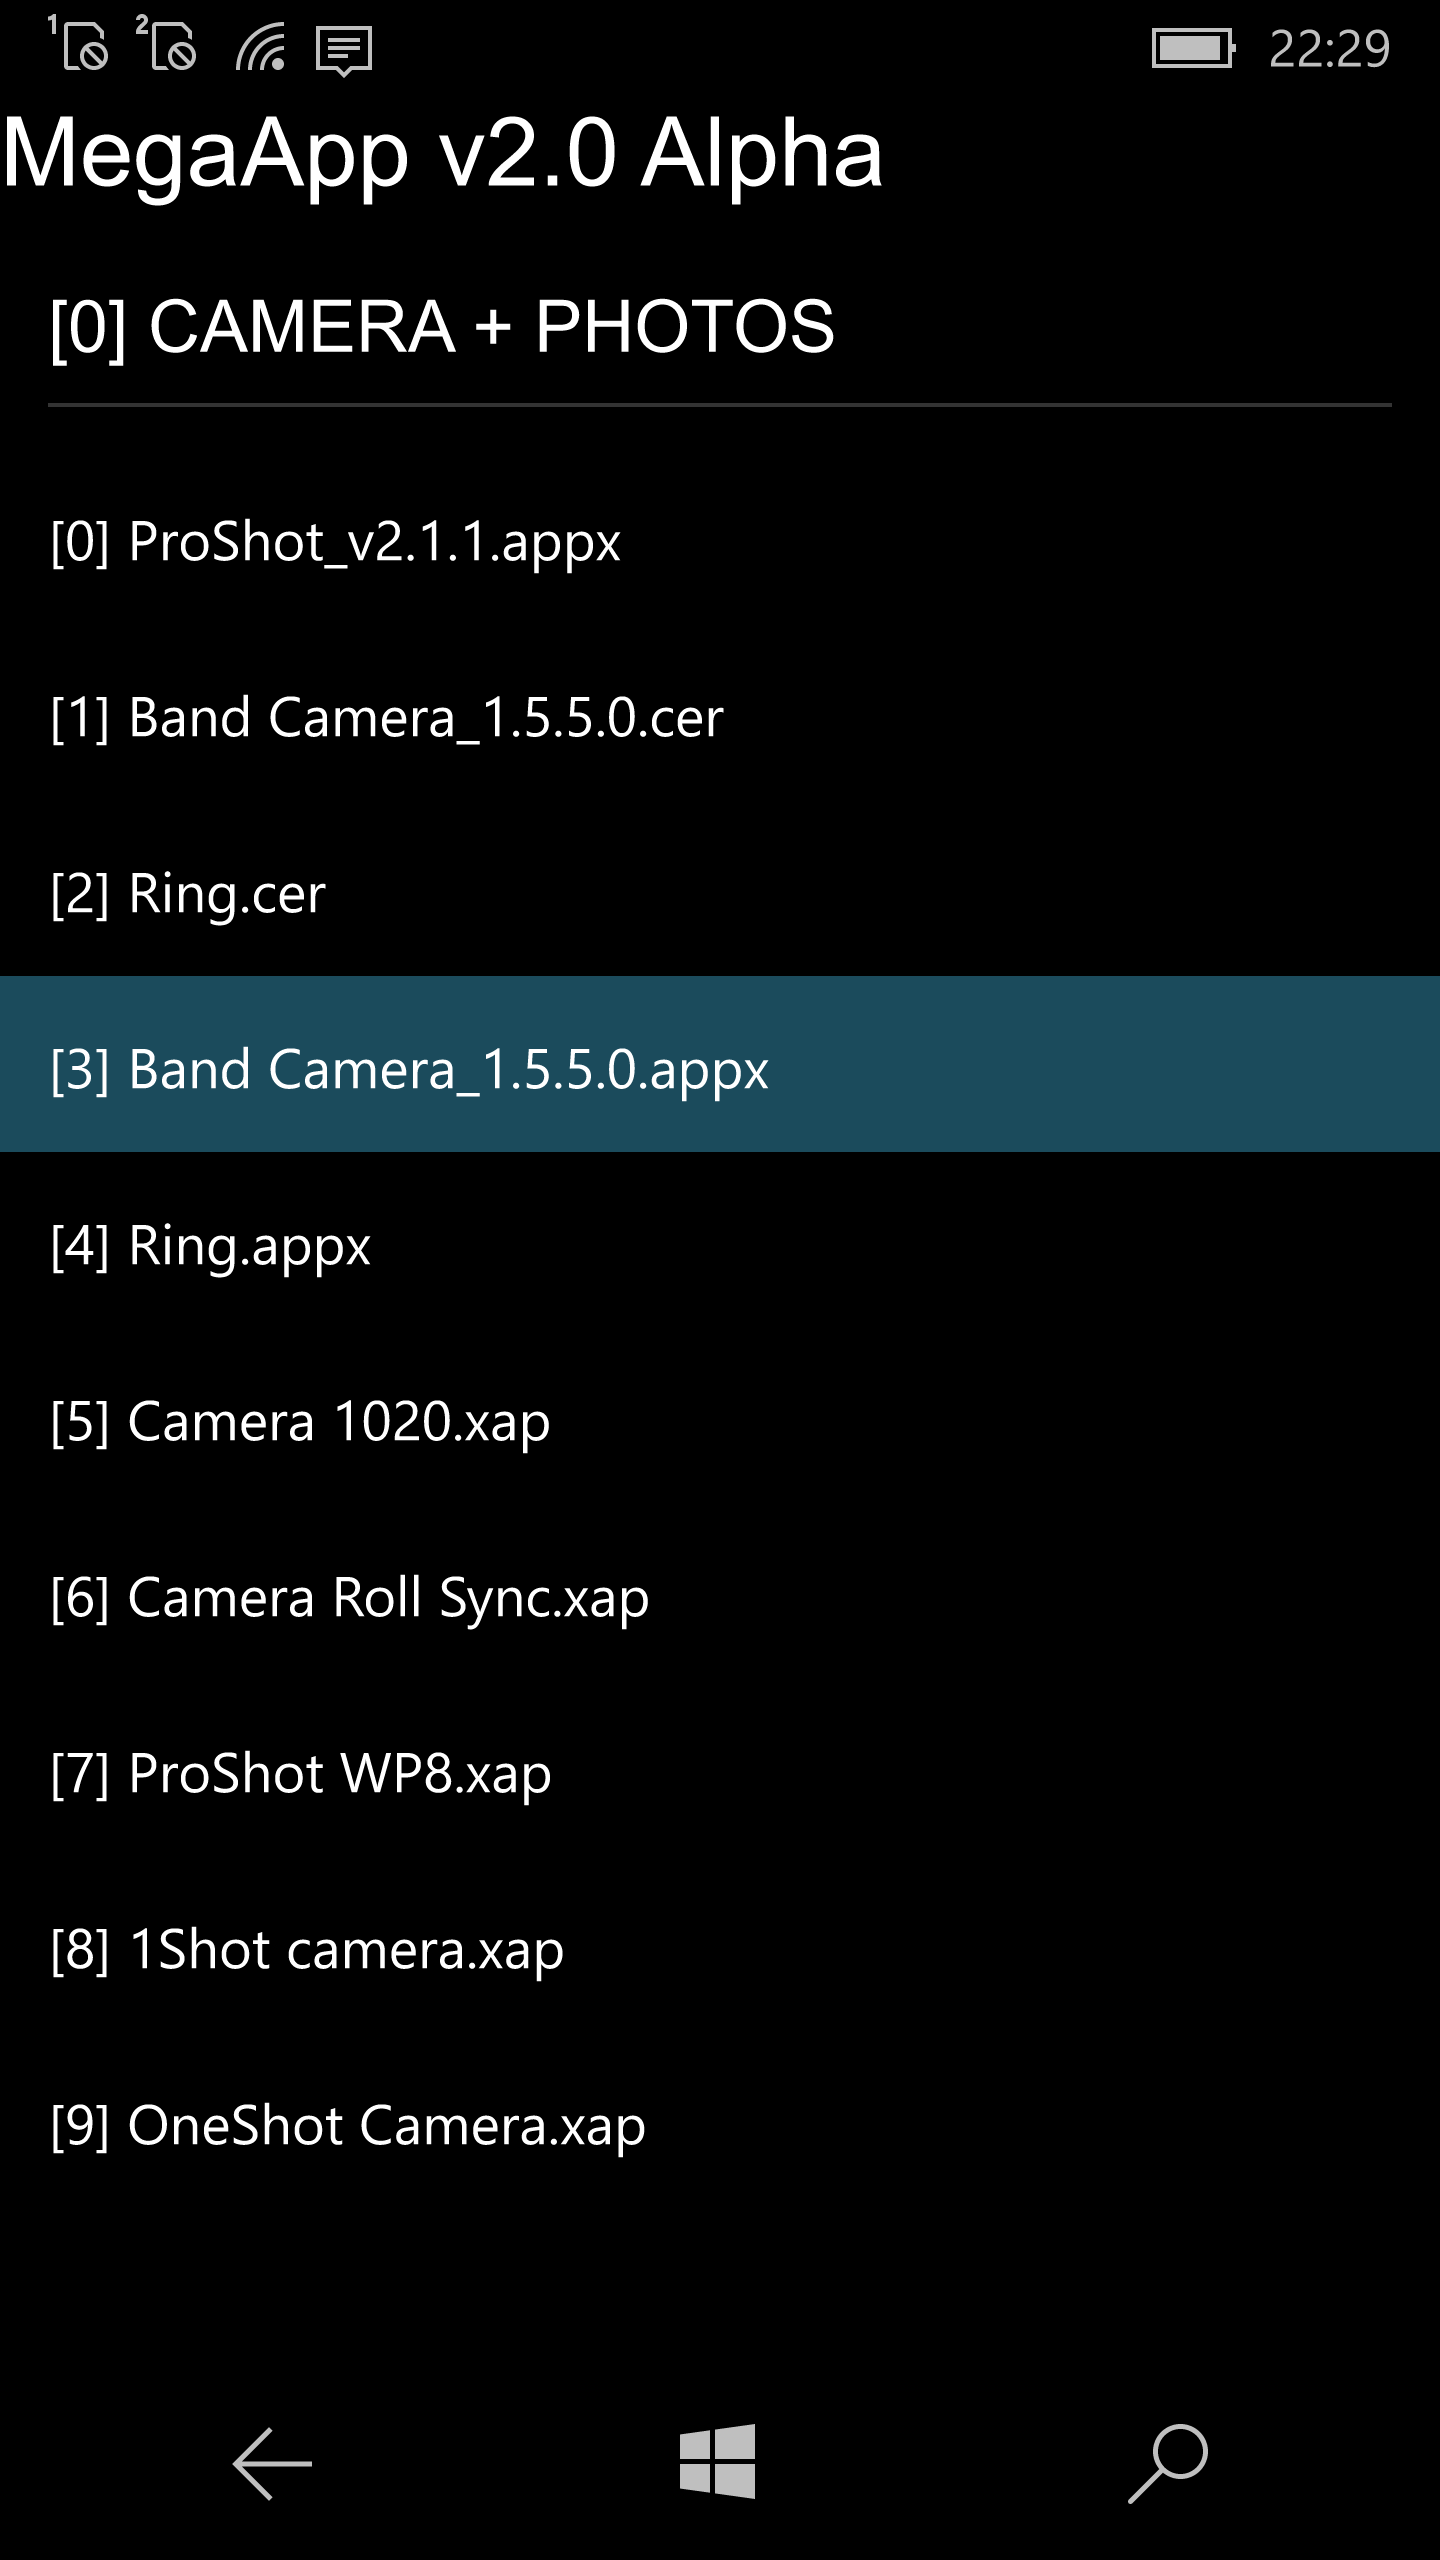 1 2 22:29
MegaApp v2.0 Alpha
[0] CAMERA + PHOTOS
[0] ProShot_v2.1.1.appx
[1] Band Camera_1.5.5.0.cer
[2] Ring.cer
[3] Band Camera_1.5.5.0.appx
[4] Ring.appx
[5] Camera 1020.xap
[6] Camera Roll Sync.xap
[7] ProShot WP8.xap
[8] 1Shot camera.xap
[9] OneShot Camera.xap